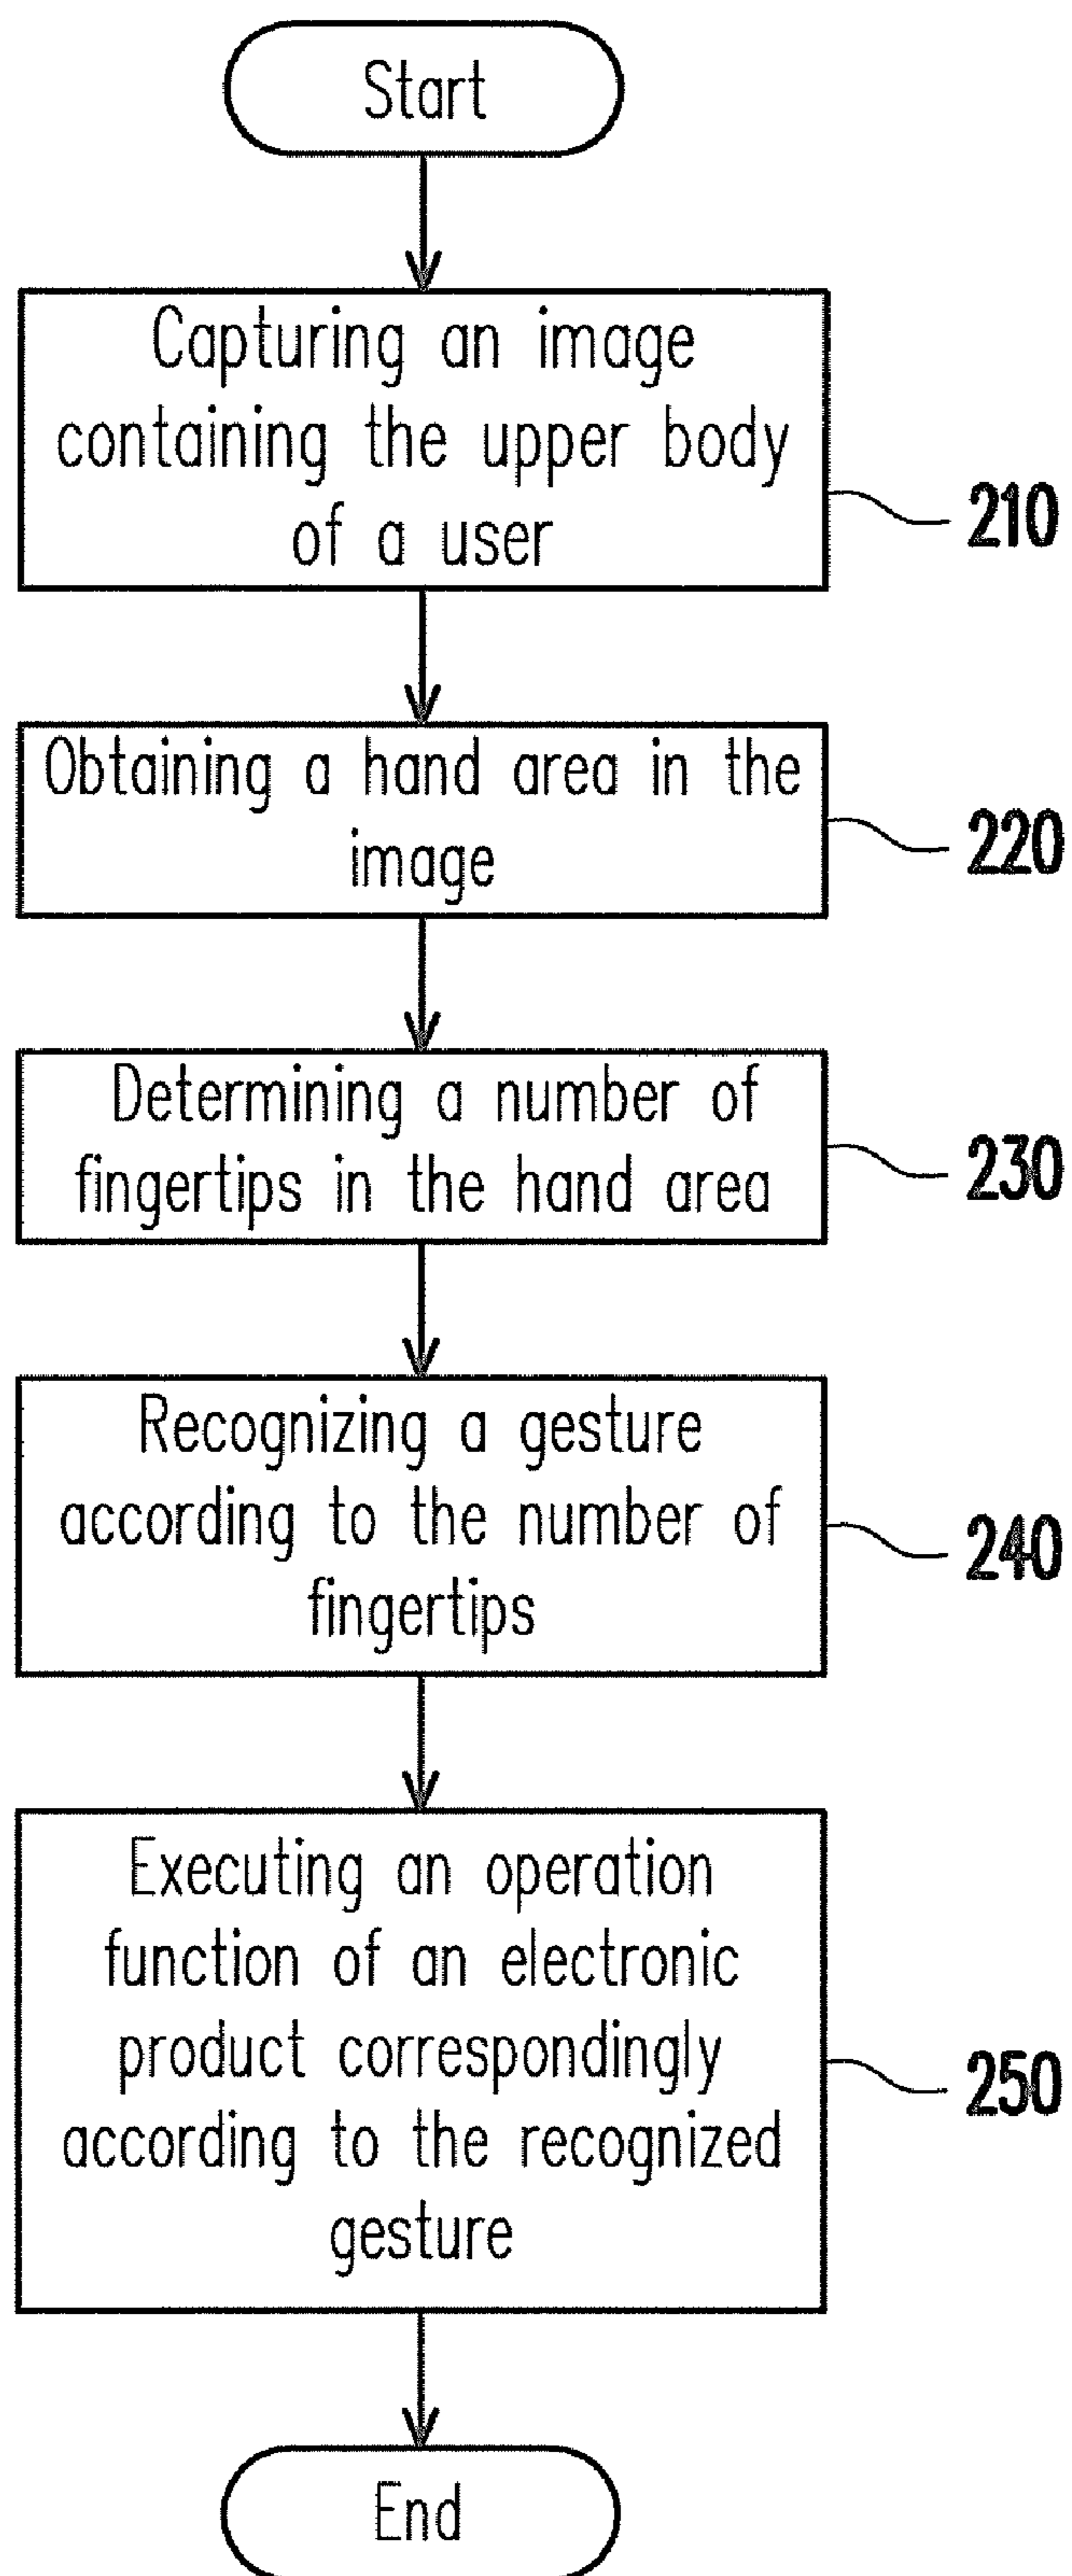 Start
Capturing an image
containing the upper body
of a user
210
Obtaining a hand area in the
image
220
Determining a number of
fingertips in the hand area
230
Recognizing a gesture
according to the number of
fingertips
240
Executing an operation
function of an electronic
product correspondingly
according to the recognized
gesture
250
End